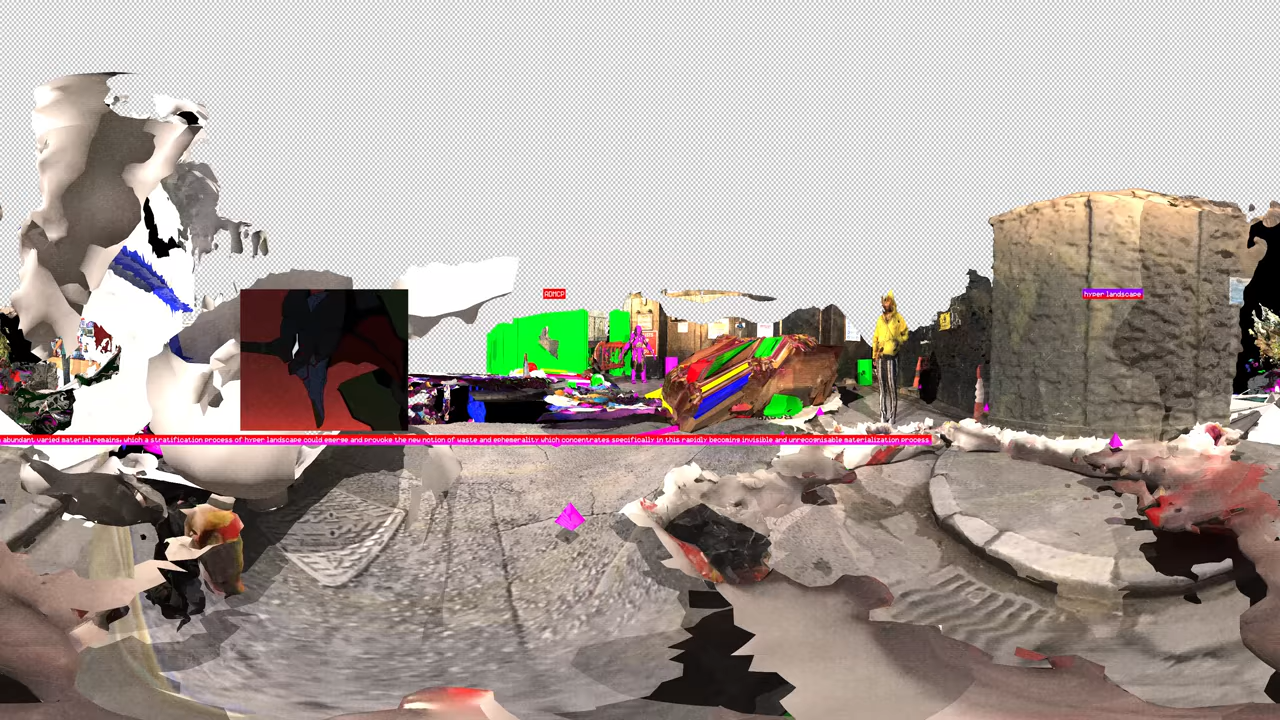 AOMCP
hyper landscape
abundant varied material remains, which a stratification process of hyper landscape could emerge and provoke the new notion of waste and ephemerality which concentrates specifically in this rapidly becoming invisible and unrecognisable materialization process